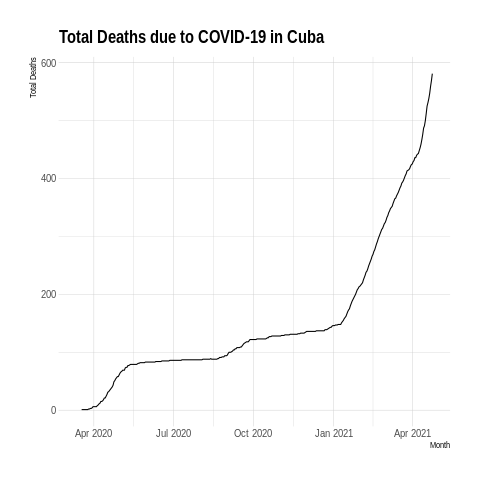 Total Deaths due to COVID-19 in Cuba
Total Deaths
600
400
200
0
Apr 2020 Jul 2020 Oct 2020 Jan 2021 Apr 2021
Month